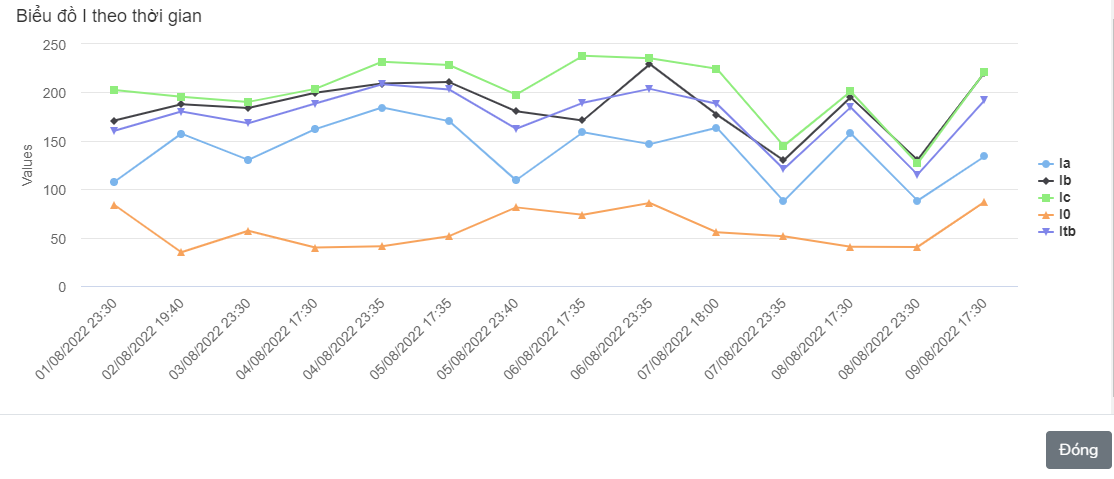 Biểu đồ I theo thời gian
250
200
150
100
50
0
Values
01/08/2022 23:30
02/08/2022 19:40
03/08/2022 23:30
04/08/2022 17:30
04/08/2022 23:35
05/08/2022 17:35
05/08/2022 23:40
06/08/2022 17:35
06/08/2022 23:35
07/08/2022 18:00
07/08/2022 23:35
08/08/2022 17:30
08/08/2022 23:30
09/08/2022 17:30
Ia
Ib
Ic
I0
Itb
Đóng